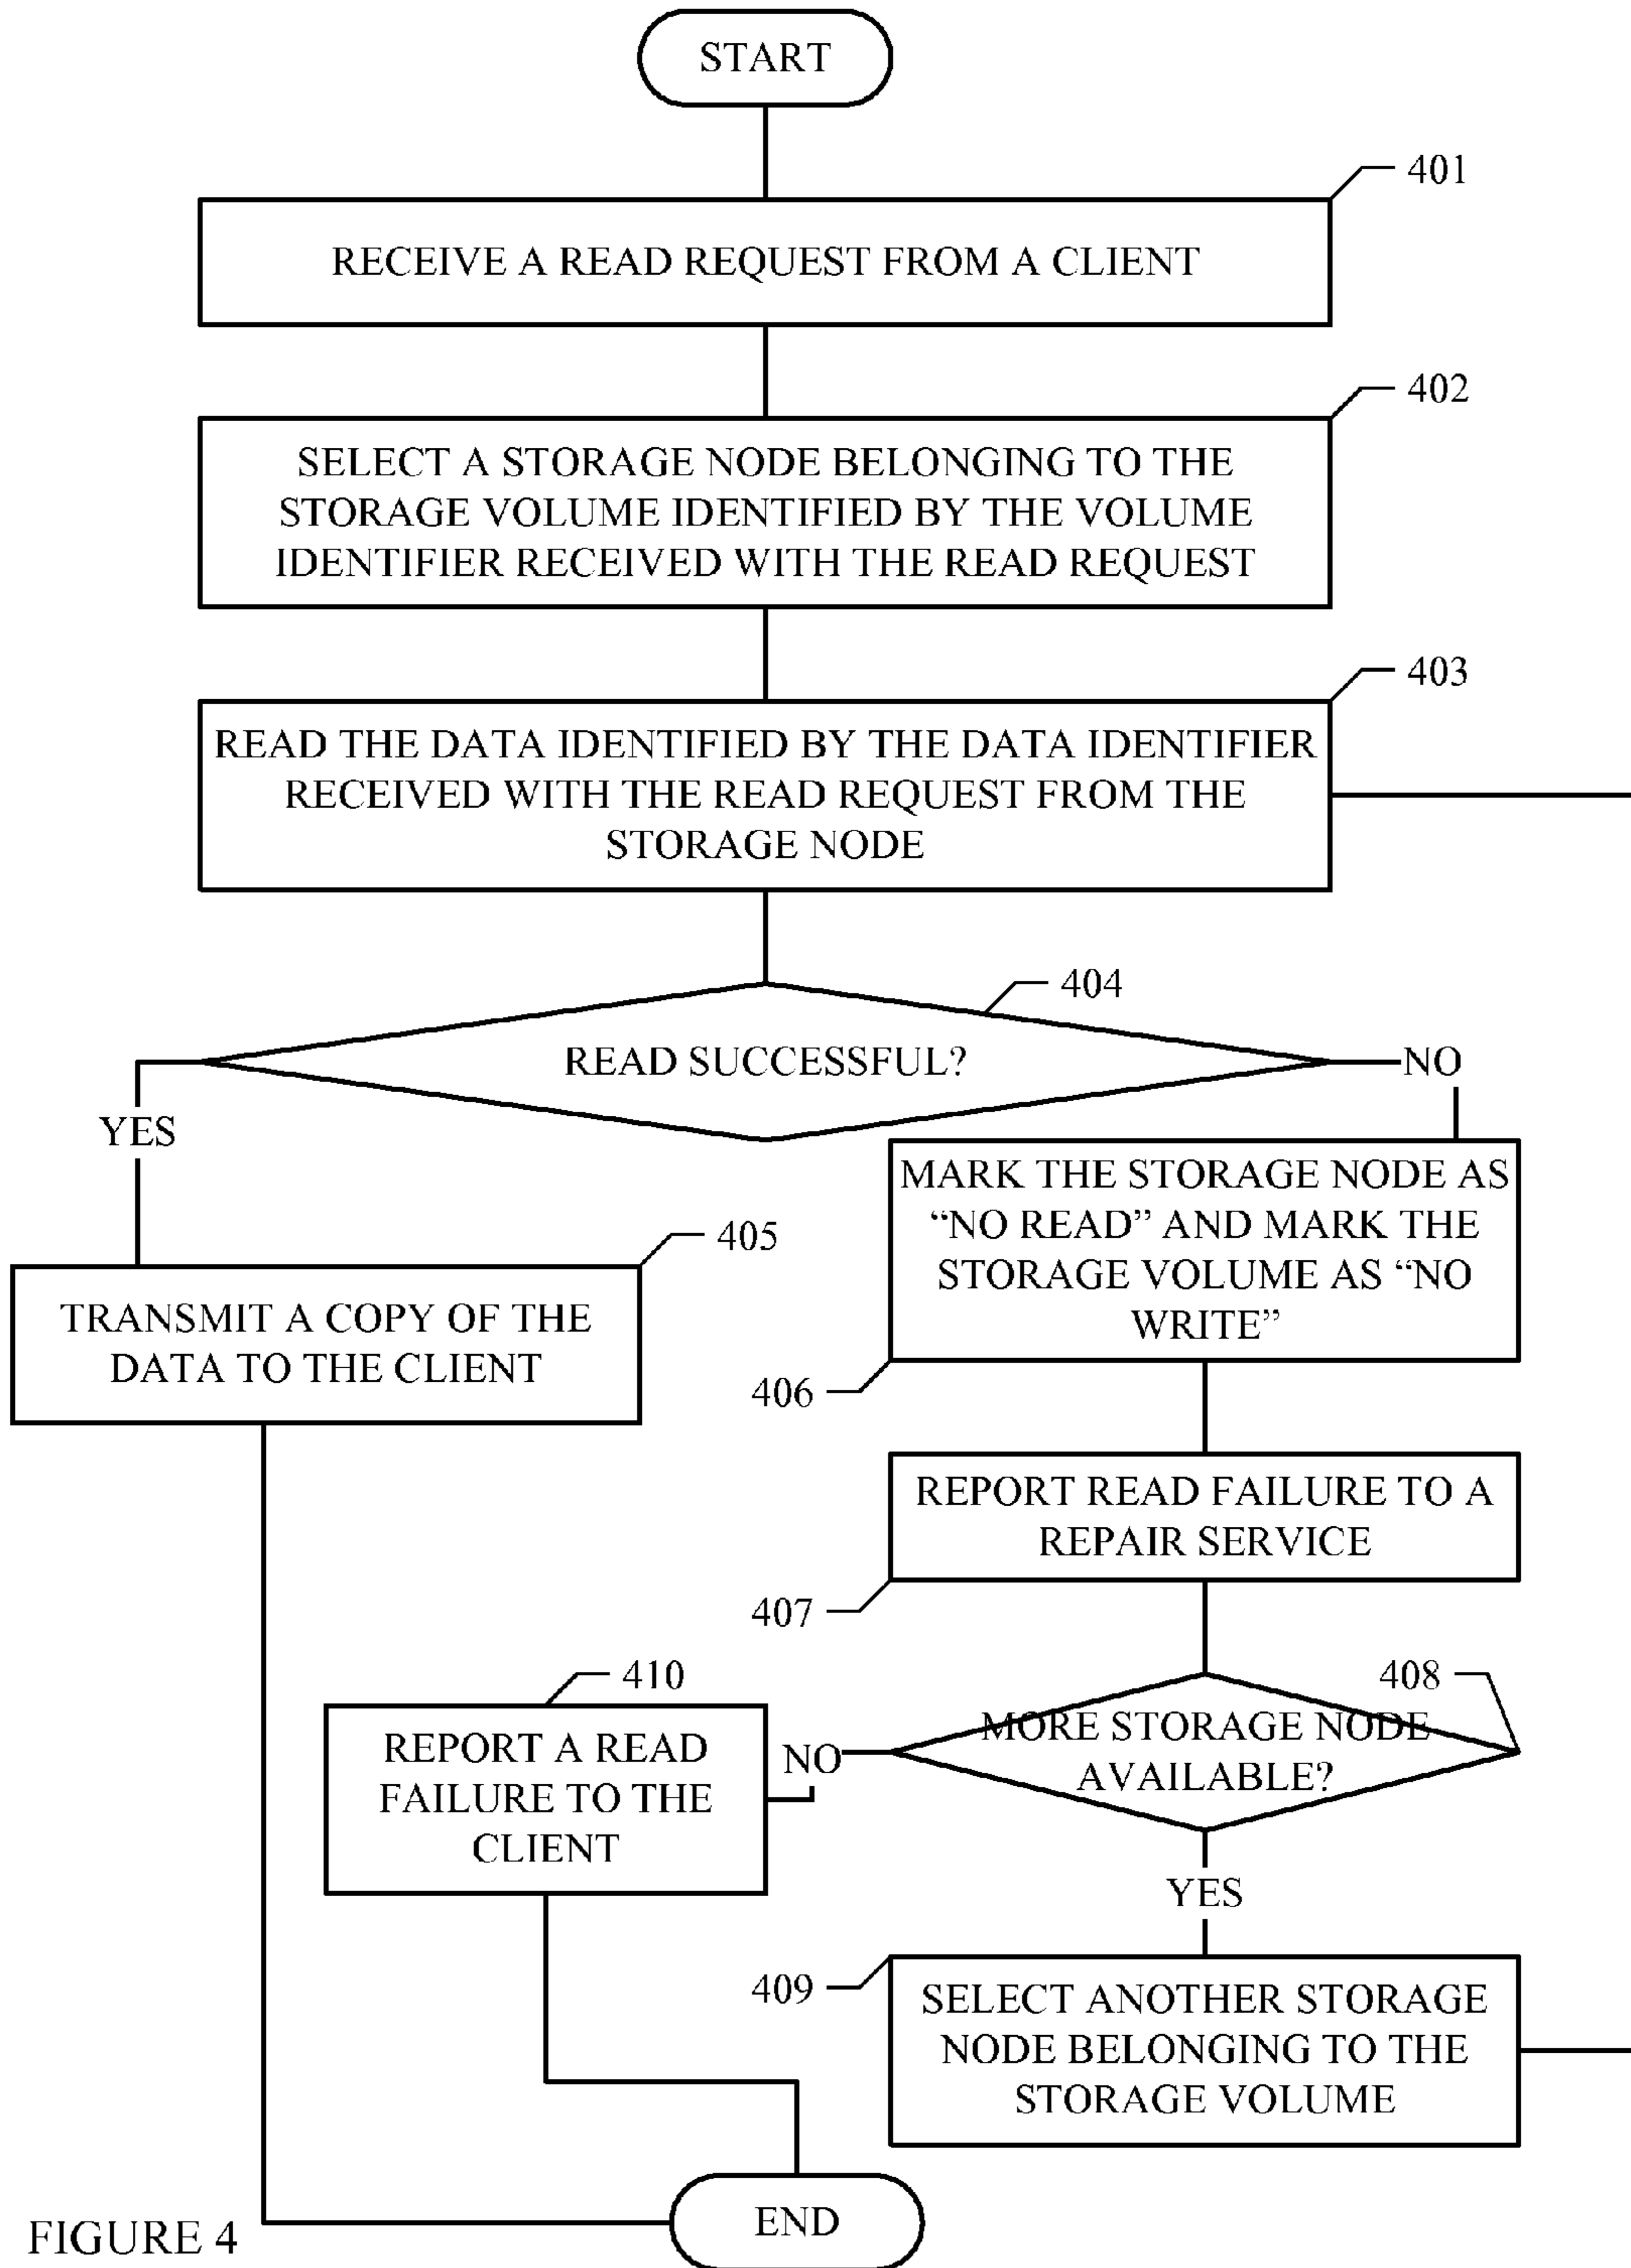 START
401
RECEIVE A READ REQUEST FROM A CLIENT
402
SELECT A STORAGE NODE BELONGING TO THE
STORAGE VOLUME IDENTIFIED BY THE VOLUME
IDENTIFIER RECEIVED WITH THE READ REQUEST
403
READ THE DATA IDENTIFIED BY THE DATA IDENTIFIER
RECEIVED WITH THE READ REQUEST FROM THE
STORAGE NODE
404
READ SUCCESSFUL?
NO
YES
MARK THE STORAGE NODE AS
“NO READ” AND MARK THE
STORAGE VOLUME AS “NO
WRITE”
405
TRANSMIT A COPY OF THE
DATA TO THE CLIENT
406
REPORT READ FAILURE TO A
REPAIR SERVICE
407
410
408
REPORT A READ
FAILURE TO THE
CLIENT
NO
MORE STORAGE NODE
AVAILABLE?
YES
409
SELECT ANOTHER STORAGE
NODE BELONGING TO THE
STORAGE VOLUME
END
FIGURE 4